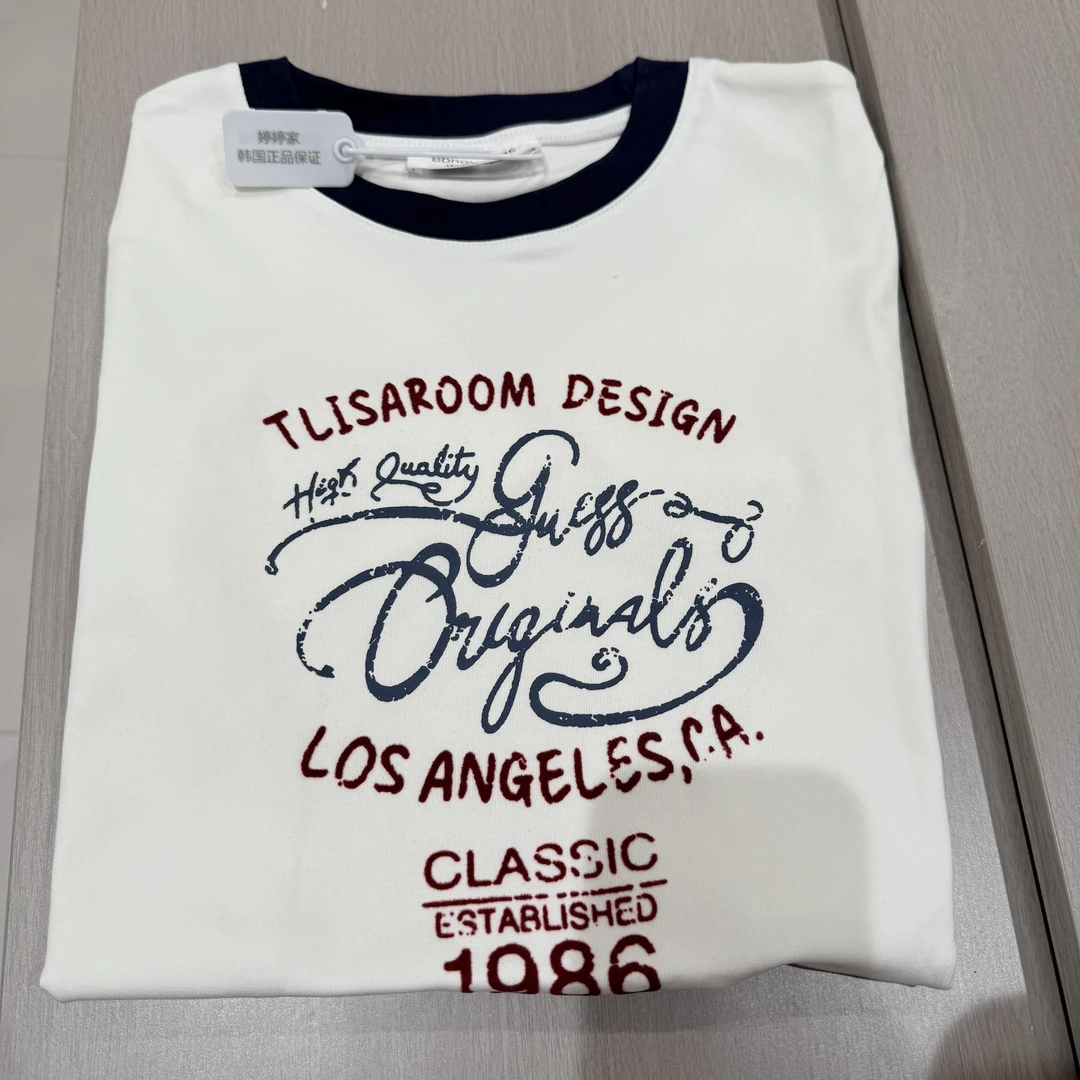 婷婷家
韩国正品保证
TLISAROOM DESIGN
High Quality
Guess
Originals
LOS ANGELES, CA.
CLASSIC
ESTABLISHED
1986